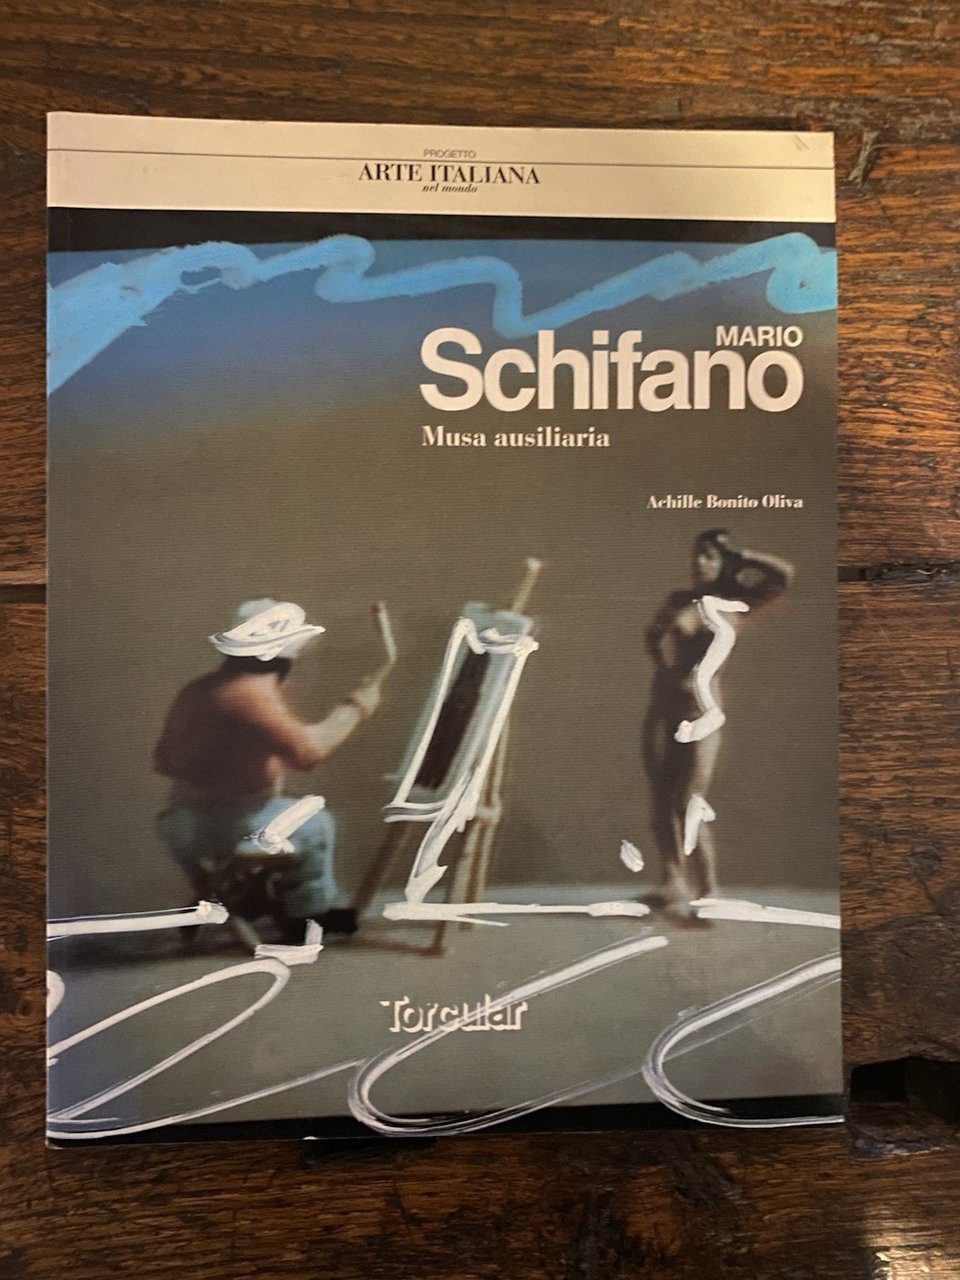 PROGETTO
ARTE ITALIANA
nel mondo
MARIO
Schifano
Musa ausiliaria
Achille Bonito Oliva
Torcular